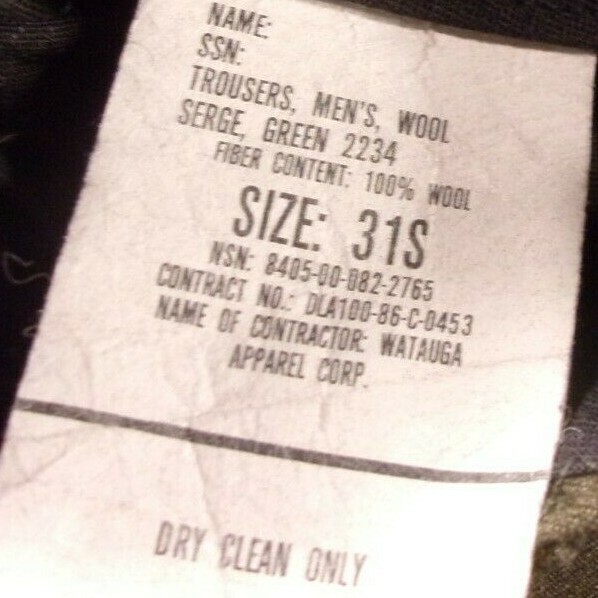 NAME:
SSN:
TROUSERS, MEN'S, WOOL
SERGE, GREEN 2234
FIBER CONTENT: 100% WOOL
SIZE: 31S
NSN: 8405-00-082-2765
CONTRACT NO.: DLA100-86-C-0453
NAME OF CONTRACTOR: WATAUGA
APPAREL CORP.
DRY CLEAN ONLY